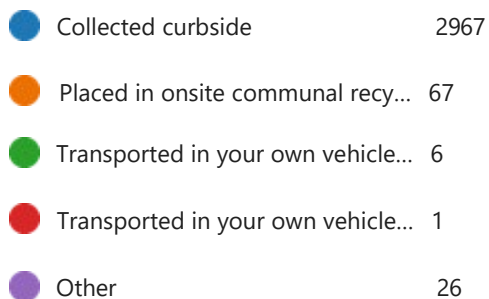 Collected curbside 2967
Placed in onsite communal recy... 67
Transported in your own vehicle... 6
Transported in your own vehicle... 1
Other 26